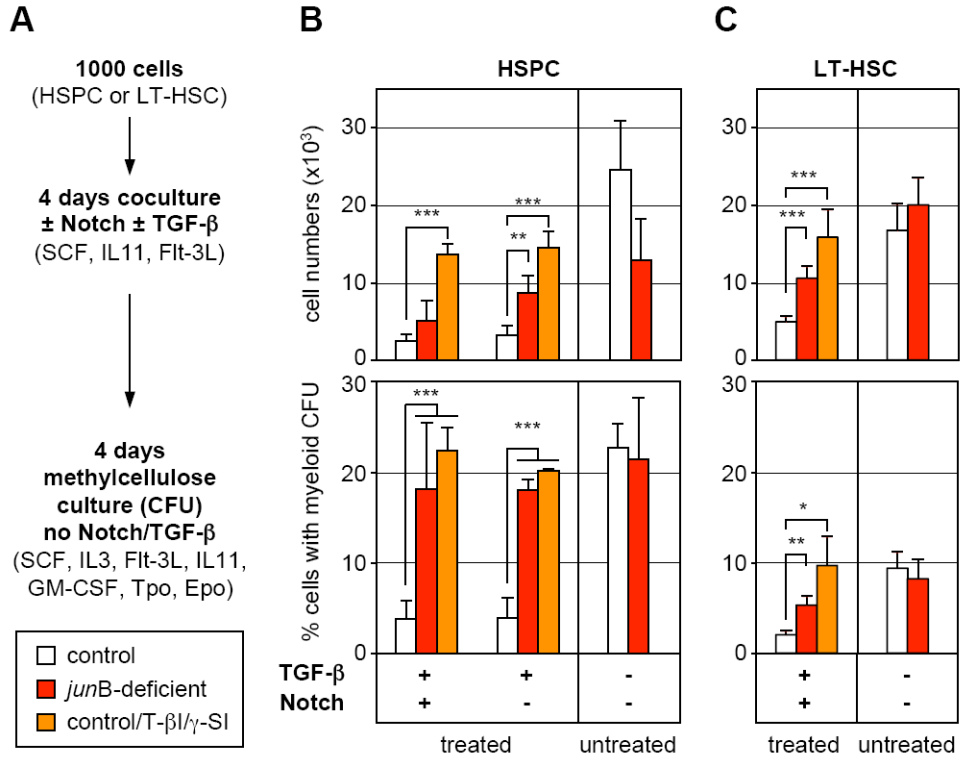 A
1000 cells
(HSPC or LT-HSC)
4 days coculture
± Notch ± TGF-β
(SCF, IL11, Flt-3L)
4 days
methylcellulose
culture (CFU)
no Notch/TGF-β
(SCF, IL3, Flt-3L, IL11,
GM-CSF, Tpo, Epo)
control
junB-deficient
control/T-βI/γ-SI
B
HSPC
cell numbers (x10³)
30
20
10
0
***
**
***
***
% cells with myeloid CFU
30
20
10
0
***
***
TGF-β + + -
Notch + - -
treated untreated
C
LT-HSC
30
20
10
0
***
***
30
20
10
0
*
**
+ -
+ -
treated untreated